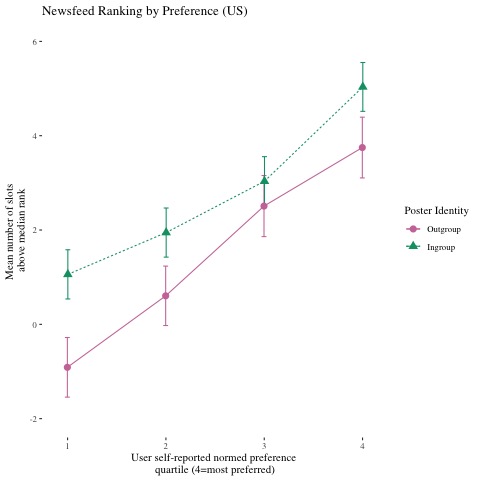 Newsfeed Ranking by Preference (US)
6
4
2
0
-2
Mean number of slots
above median rank
1
2
3
4
User self-reported normed preference
quartile (4=most preferred)
Poster Identity
Outgroup
Ingroup